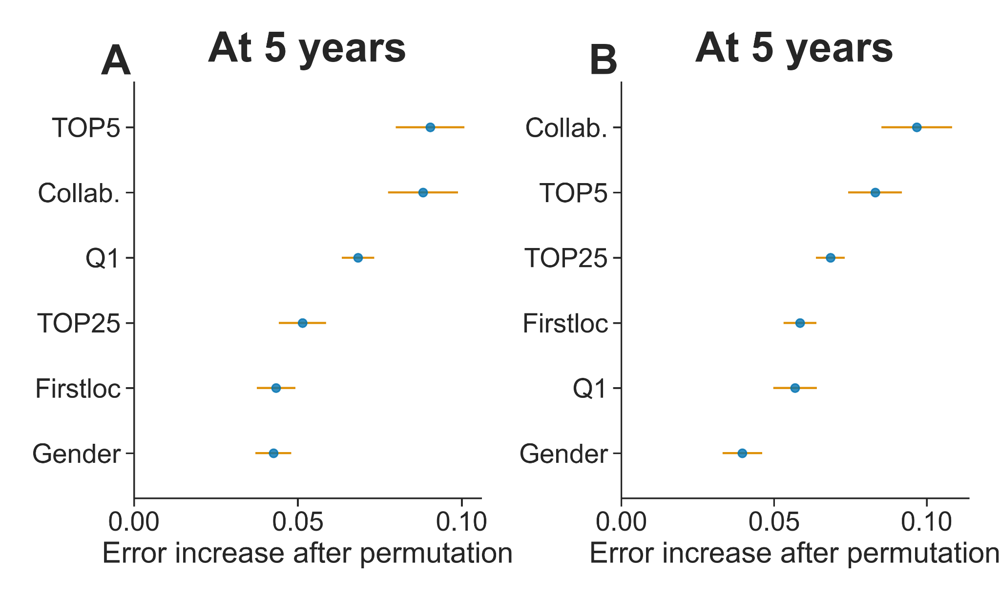 A
At 5 years
TOP5
Collab.
Q1
TOP25
Firstloc
Gender
0.00 0.05 0.10
Error increase after permutation
B
At 5 years
Collab.
TOP5
TOP25
Firstloc
Q1
Gender
0.00 0.05 0.10
Error increase after permutation